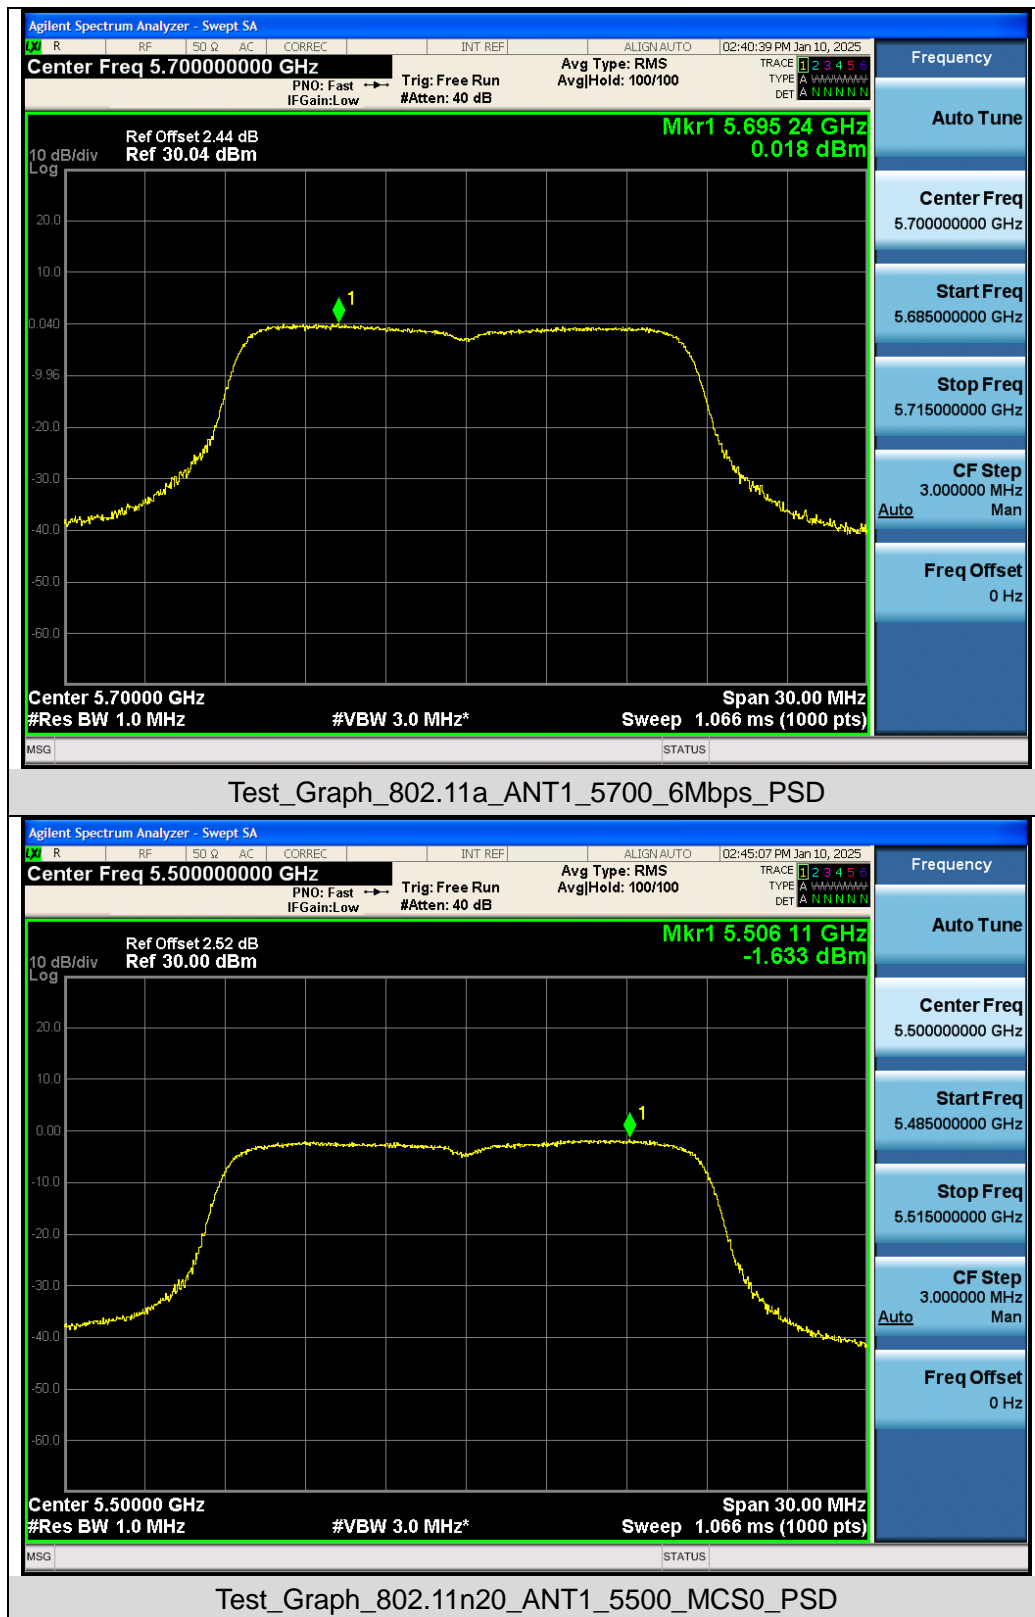 Agilent Spectrum Analyzer - Swept SA
LXI R RF 50 Ω AC CORREC INT REF ALIGN AUTO 02:40:39 PM Jan 10, 2025
Center Freq 5.700000000 GHz
PNO: Fast
IFGain:Low
Trig: Free Run
#Atten: 40 dB
Avg Type: RMS
Avg|Hold: 100/100
TRACE 1 2 3 4 5 6
TYPE A WWWWW
DET A N N N N N
Frequency
Auto Tune
Center Freq
5.700000000 GHz
Start Freq
5.685000000 GHz
Stop Freq
5.715000000 GHz
CF Step
3.000000 MHz
Auto Man
Freq Offset
0 Hz
Mkr1 5.695 24 GHz
0.018 dBm
Ref Offset 2.44 dB
10 dB/div Ref 30.04 dBm
Log
20.0
10.0
1
0.040
-9.96
-20.0
-30.0
-40.0
-50.0
-60.0
Center 5.70000 GHz Span 30.00 MHz
#Res BW 1.0 MHz #VBW 3.0 MHz* Sweep 1.066 ms (1000 pts)
MSG STATUS
Test_Graph_802.11a_ANT1_5700_6Mbps_PSD
Agilent Spectrum Analyzer - Swept SA
LXI R RF 50 Ω AC CORREC INT REF ALIGN AUTO 02:45:07 PM Jan 10, 2025
Center Freq 5.500000000 GHz
PNO: Fast
IFGain:Low
Trig: Free Run
#Atten: 40 dB
Avg Type: RMS
Avg|Hold: 100/100
TRACE 1 2 3 4 5 6
TYPE A WWWWW
DET A N N N N N
Frequency
Auto Tune
Center Freq
5.500000000 GHz
Start Freq
5.485000000 GHz
Stop Freq
5.515000000 GHz
CF Step
3.000000 MHz
Auto Man
Freq Offset
0 Hz
Mkr1 5.506 11 GHz
-1.633 dBm
Ref Offset 2.52 dB
10 dB/div Ref 30.00 dBm
Log
20.0
10.0
1
0.00
-10.0
-20.0
-30.0
-40.0
-50.0
-60.0
Center 5.50000 GHz Span 30.00 MHz
#Res BW 1.0 MHz #VBW 3.0 MHz* Sweep 1.066 ms (1000 pts)
MSG STATUS
Test_Graph_802.11n20_ANT1_5500_MCS0_PSD